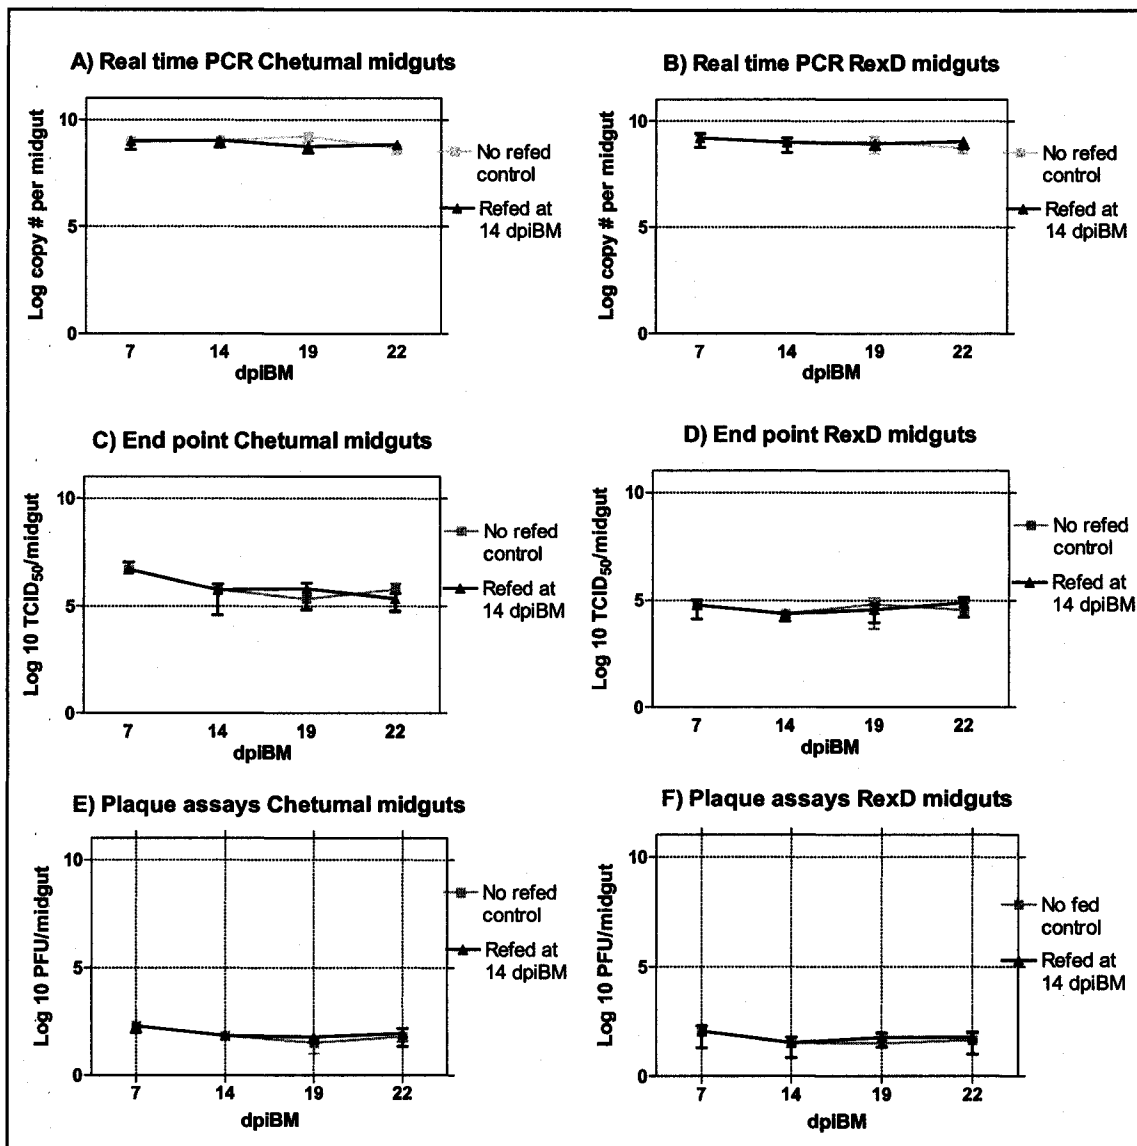 A) Real time PCR Chetumal midguts
Log copy # per midgut
10
5
0
7 14 19 22
dpiBM
No refed
control
Refed at
14 dpiBM
B) Real time PCR RexD midguts
Log copy # per midgut
10
5
0
7 14 19 22
dpiBM
No refed
control
Refed at
14 dpiBM
C) End point Chetumal midguts
Log 10 TCID50/midgut
10
5
0
7 14 19 22
dpiBM
No refed
control
Refed at
14 dpiBM
D) End point RexD midguts
Log 10 TCID50/midgut
10
5
0
7 14 19 22
dpiBM
No refed
control
Refed at
14 dpiBM
E) Plaque assays Chetumal midguts
Log 10 PFU/midgut
10
5
0
7 14 19 22
dpiBM
No refed
control
Refed at
14 dpiBM
F) Plaque assays RexD midguts
Log 10 PFU/midgut
10
5
0
7 14 19 22
dpiBM
No fed
control
Refed at
14 dpiBM